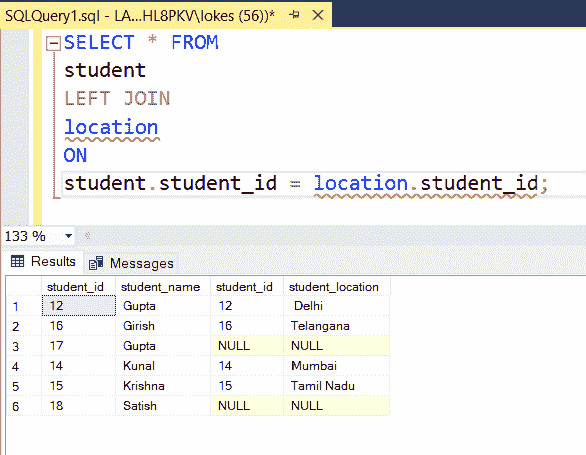 SQLQuery1.sql - LA...HL8PKV\lokes (56))*
SELECT * FROM
student
LEFT JOIN
location
ON
student.student_id = location.student_id;
133 %
Results Messages
student_id student_name student_id student_location
1 12 Gupta 12 Delhi
2 16 Girish 16 Telangana
3 17 Gupta NULL NULL
4 14 Kunal 14 Mumbai
5 15 Krishna 15 Tamil Nadu
6 18 Satish NULL NULL